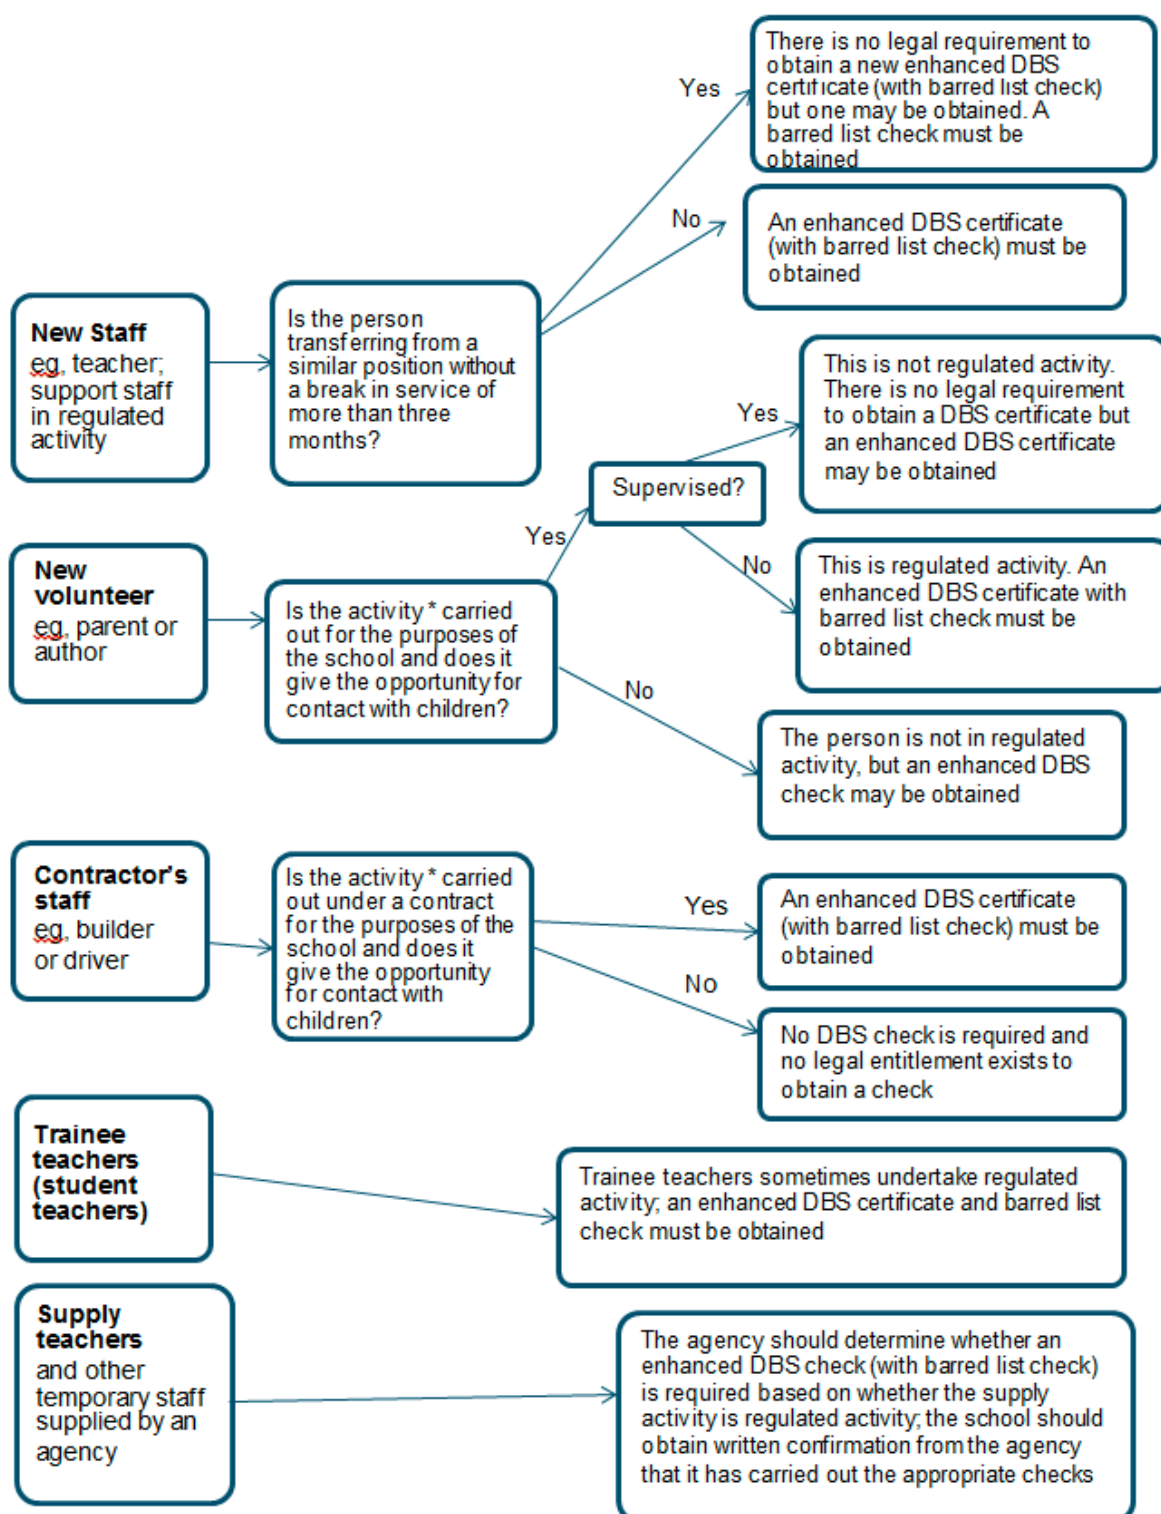 There is no legal requirement to
obtain a new enhanced DBS
certificate (with barred list check)
but one may be obtained. A
barred list check must be
obtained
Yes
No
An enhanced DBS certificate
(with barred list check) must be
obtained
New Staff
eg, teacher;
support staff
in regulated
activity
Is the person
transferring from a
similar position without
a break in service of
more than three
months?
This is not regulated activity.
There is no legal requirement
to obtain a DBS certificate but
an enhanced DBS certificate
may be obtained
Yes
Supervised?
Yes
No
This is regulated activity. An
enhanced DBS certificate with
barred list check must be
obtained
New
volunteer
eg, parent or
author
Is the activity * carried
out for the purposes of
the school and does it
give the opportunity for
contact with children?
No
The person is not in regulated
activity, but an enhanced DBS
check may be obtained
Contractor's
staff
eg, builder
or driver
Is the activity * carried
out under a contract
for the purposes of the
school and does it
give the opportunity
for contact with
children?
Yes
An enhanced DBS certificate
(with barred list check) must be
obtained
No
No DBS check is required and
no legal entitlement exists to
obtain a check
Trainee
teachers
(student
teachers)
Trainee teachers sometimes undertake regulated
activity; an enhanced DBS certificate and barred list
check must be obtained
Supply
teachers
and other
temporary staff
supplied by an
agency
The agency should determine whether an
enhanced DBS check (with barred list check)
is required based on whether the supply
activity is regulated activity; the school should
obtain written confirmation from the agency
that it has carried out the appropriate checks